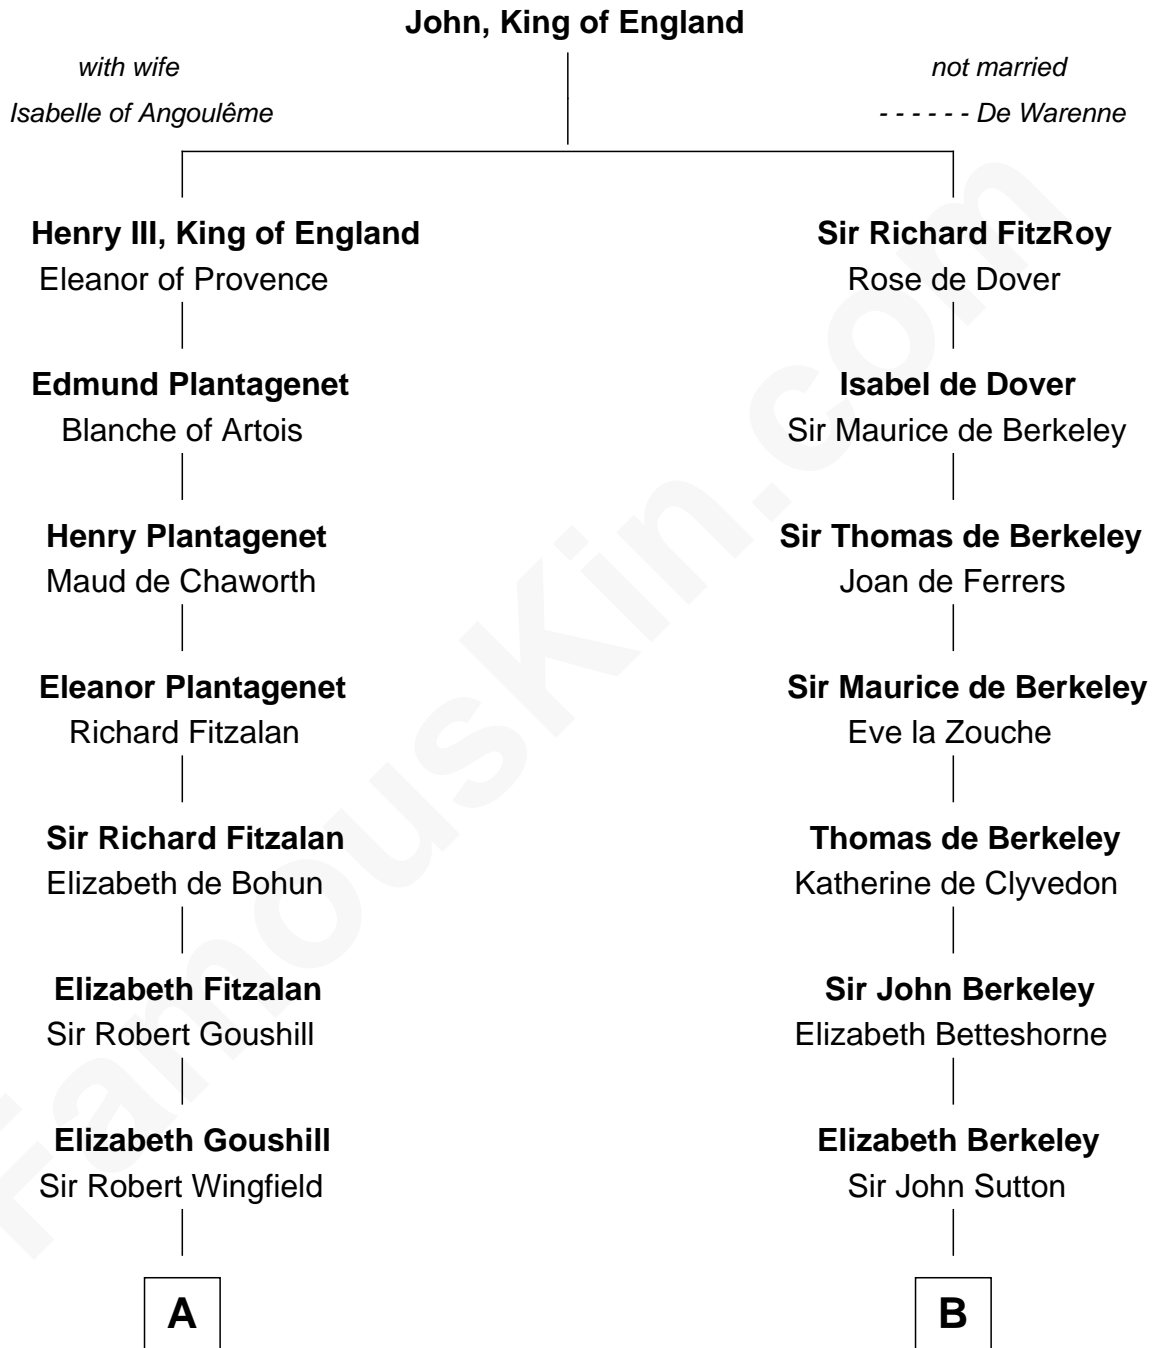 John, King of England
with wife
Isabelle of Angoulême
not married
- - - - - - De Warenne
Henry III, King of England
Eleanor of Provence
Edmund Plantagenet
Blanche of Artois
Henry Plantagenet
Maud de Chaworth
Eleanor Plantagenet
Richard Fitzalan
Sir Richard Fitzalan
Elizabeth de Bohun
Elizabeth Fitzalan
Sir Robert Goushill
Elizabeth Goushill
Sir Robert Wingfield
A
Sir Richard FitzRoy
Rose de Dover
Isabel de Dover
Sir Maurice de Berkeley
Sir Thomas de Berkeley
Joan de Ferrers
Sir Maurice de Berkeley
Eve la Zouche
Thomas de Berkeley
Katherine de Clyvedon
Sir John Berkeley
Elizabeth Betteshorne
Elizabeth Berkeley
Sir John Sutton
B
FamousKin.com